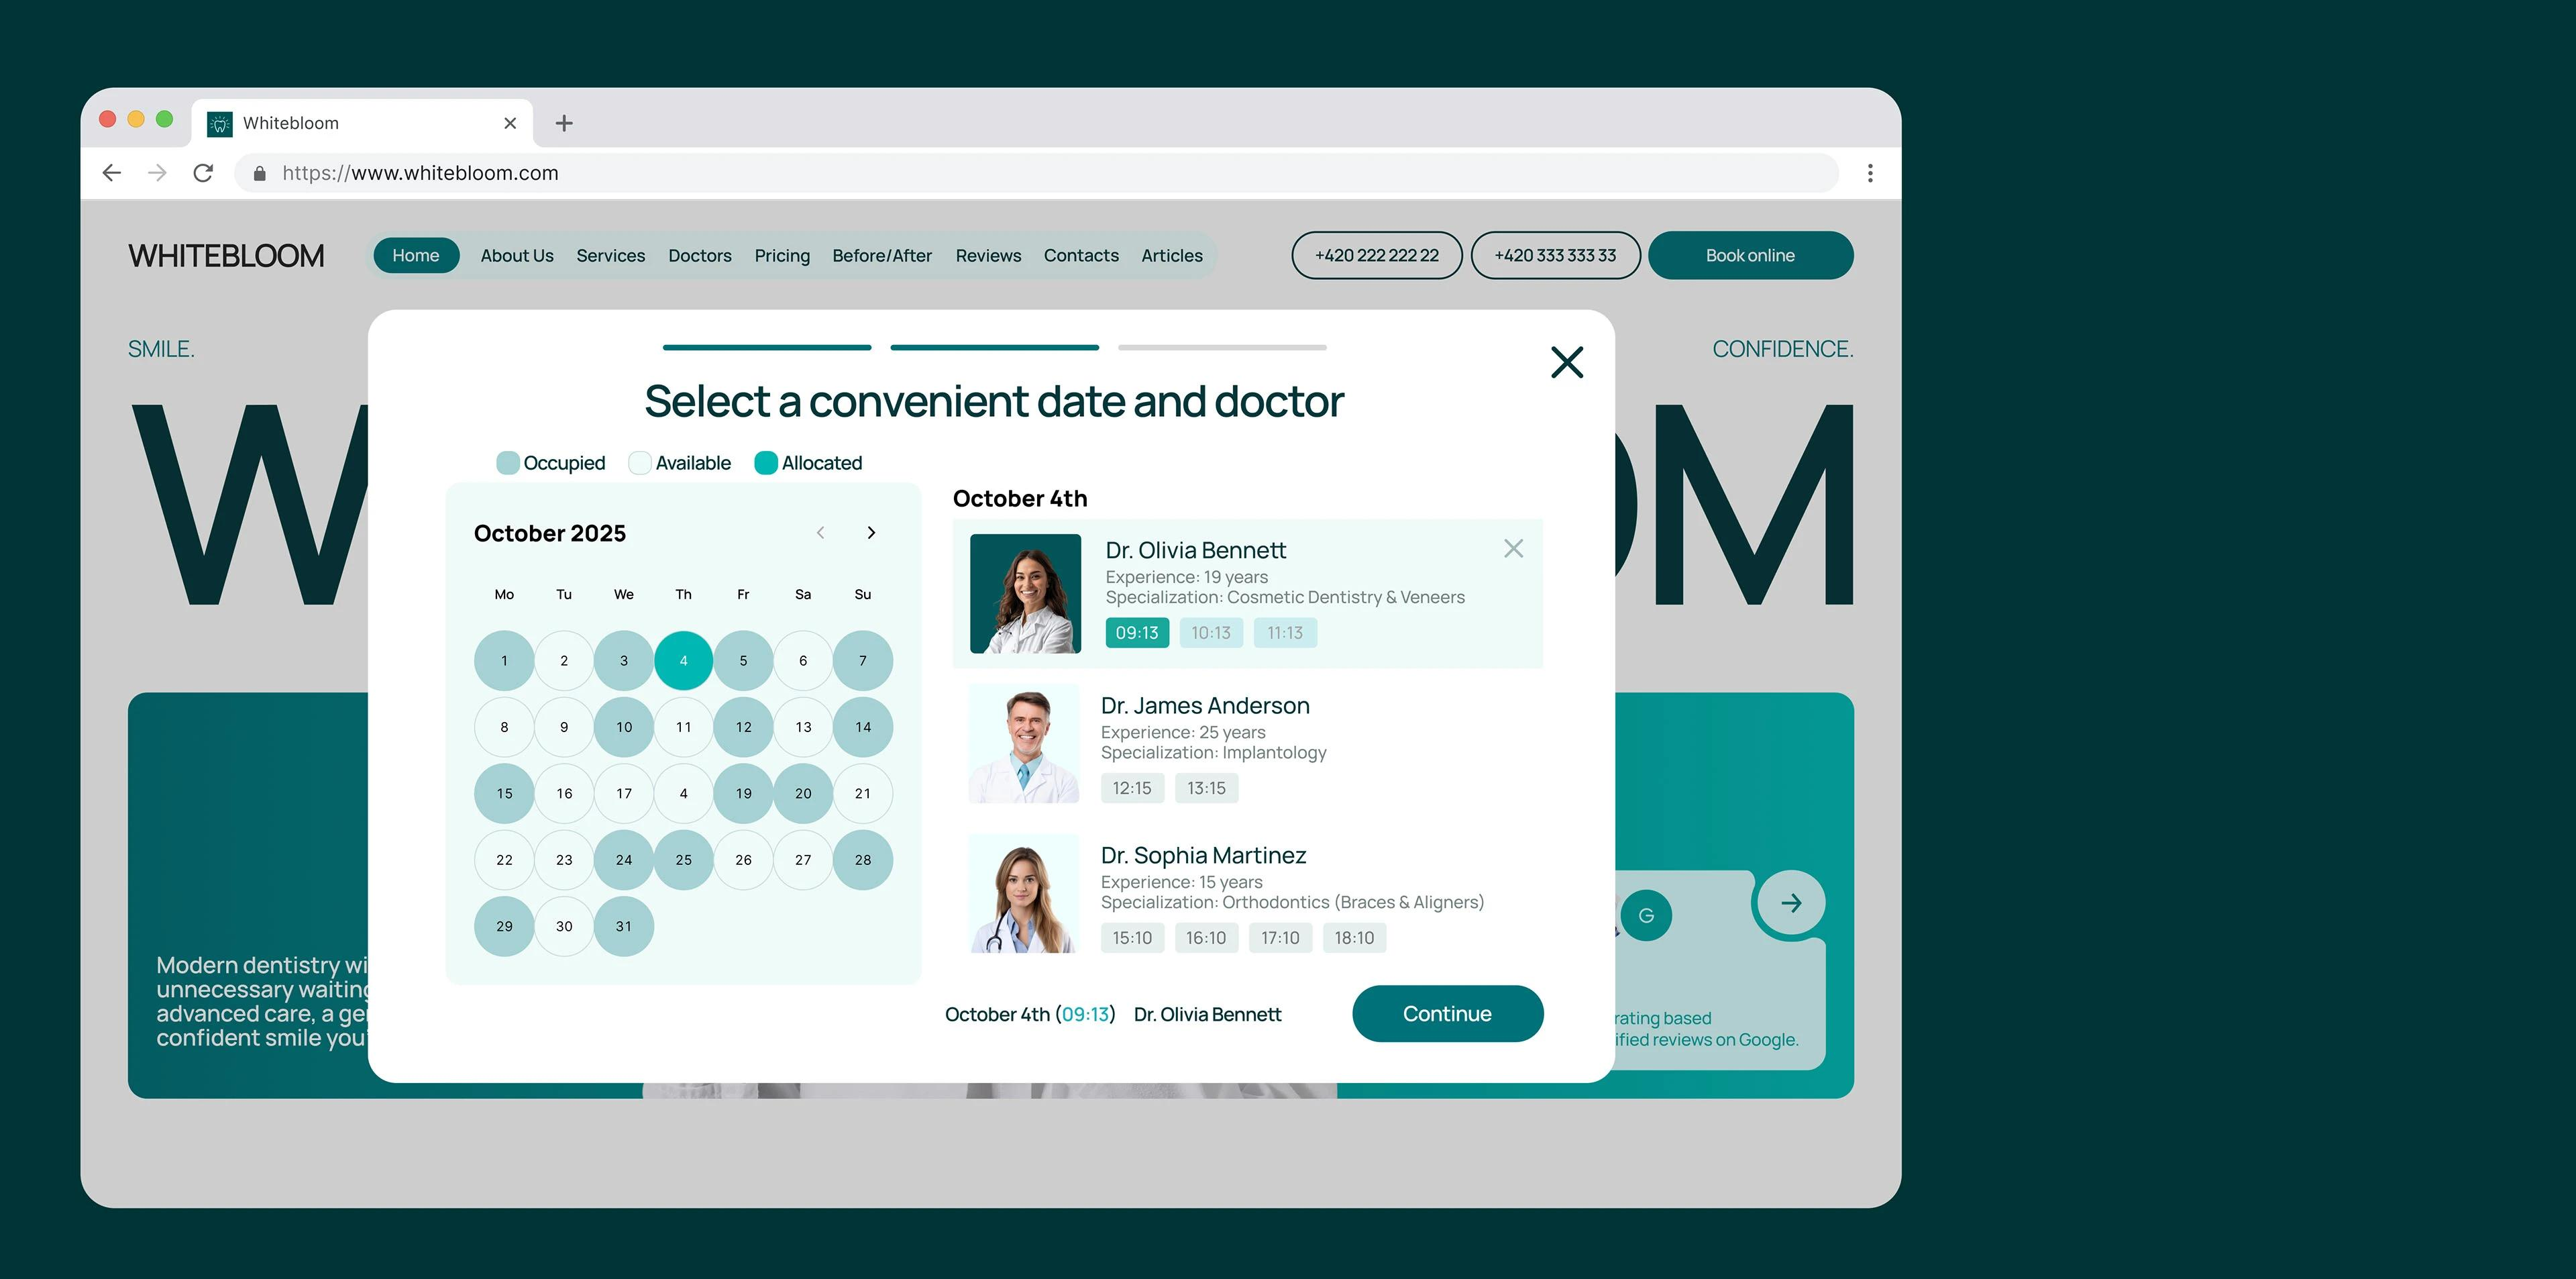 Whitebloom
https://www.whitebloom.com
WHITEBLOOM
Home About Us Services Doctors Pricing Before/After Reviews Contacts Articles
+420 222 222 22 +420 333 333 33 Book online
SMILE.
CONFIDENCE.
W
OM
Select a convenient date and doctor
Occupied Available Allocated
October 2025
Mo Tu We Th Fr Sa Su
1 2 3 4 5 6 7
8 9 10 11 12 13 14
15 16 17 4 19 20 21
22 23 24 25 26 27 28
29 30 31
October 4th
Dr. Olivia Bennett
Experience: 19 years
Specialization: Cosmetic Dentistry & Veneers
09:13 10:13 11:13
Dr. James Anderson
Experience: 25 years
Specialization: Implantology
12:15 13:15
Dr. Sophia Martinez
Experience: 15 years
Specialization: Orthodontics (Braces & Aligners)
15:10 16:10 17:10 18:10
October 4th (09:13) Dr. Olivia Bennett
Continue
Modern dentistry wi
unnecessary waiting
advanced care, a ge
confident smile you'
G
rating based
ified reviews on Google.